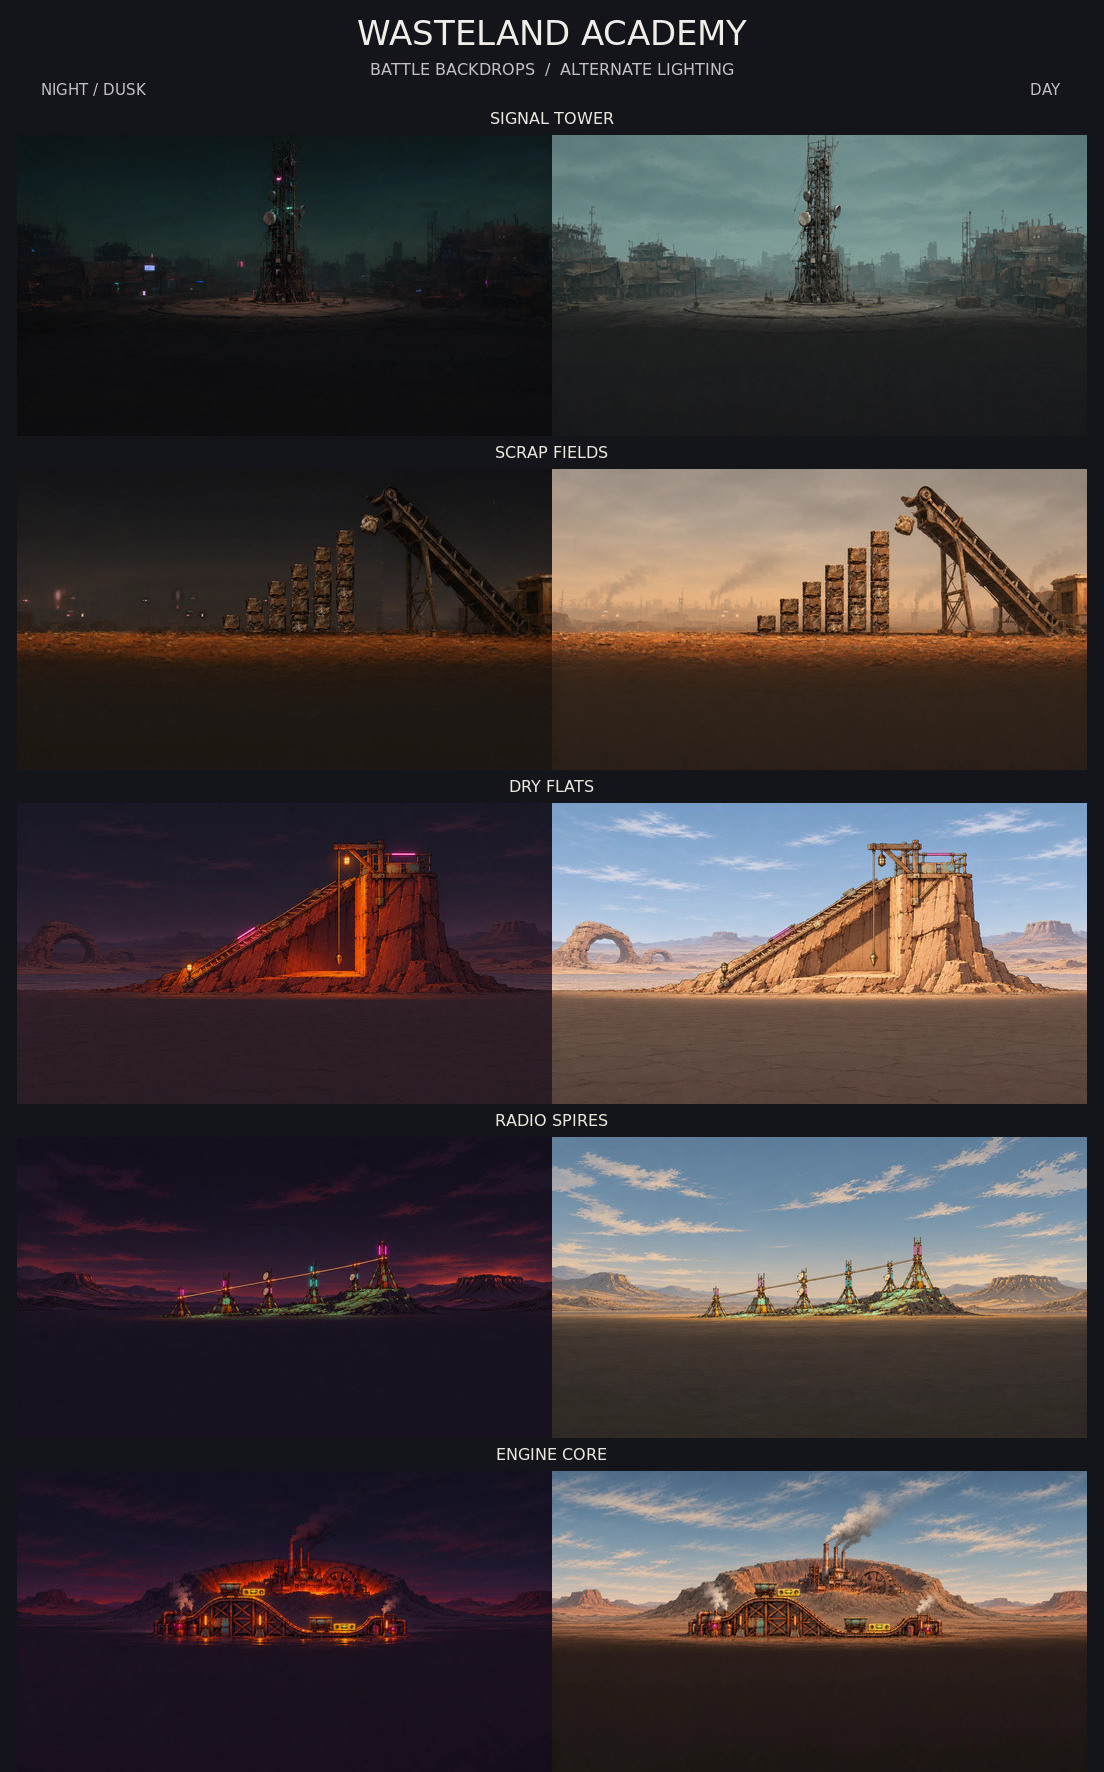 WASTELAND ACADEMY
BATTLE BACKDROPS / ALTERNATE LIGHTING
NIGHT / DUSK
DAY
SIGNAL TOWER
SCRAP FIELDS
DRY FLATS
RADIO SPIRES
ENGINE CORE